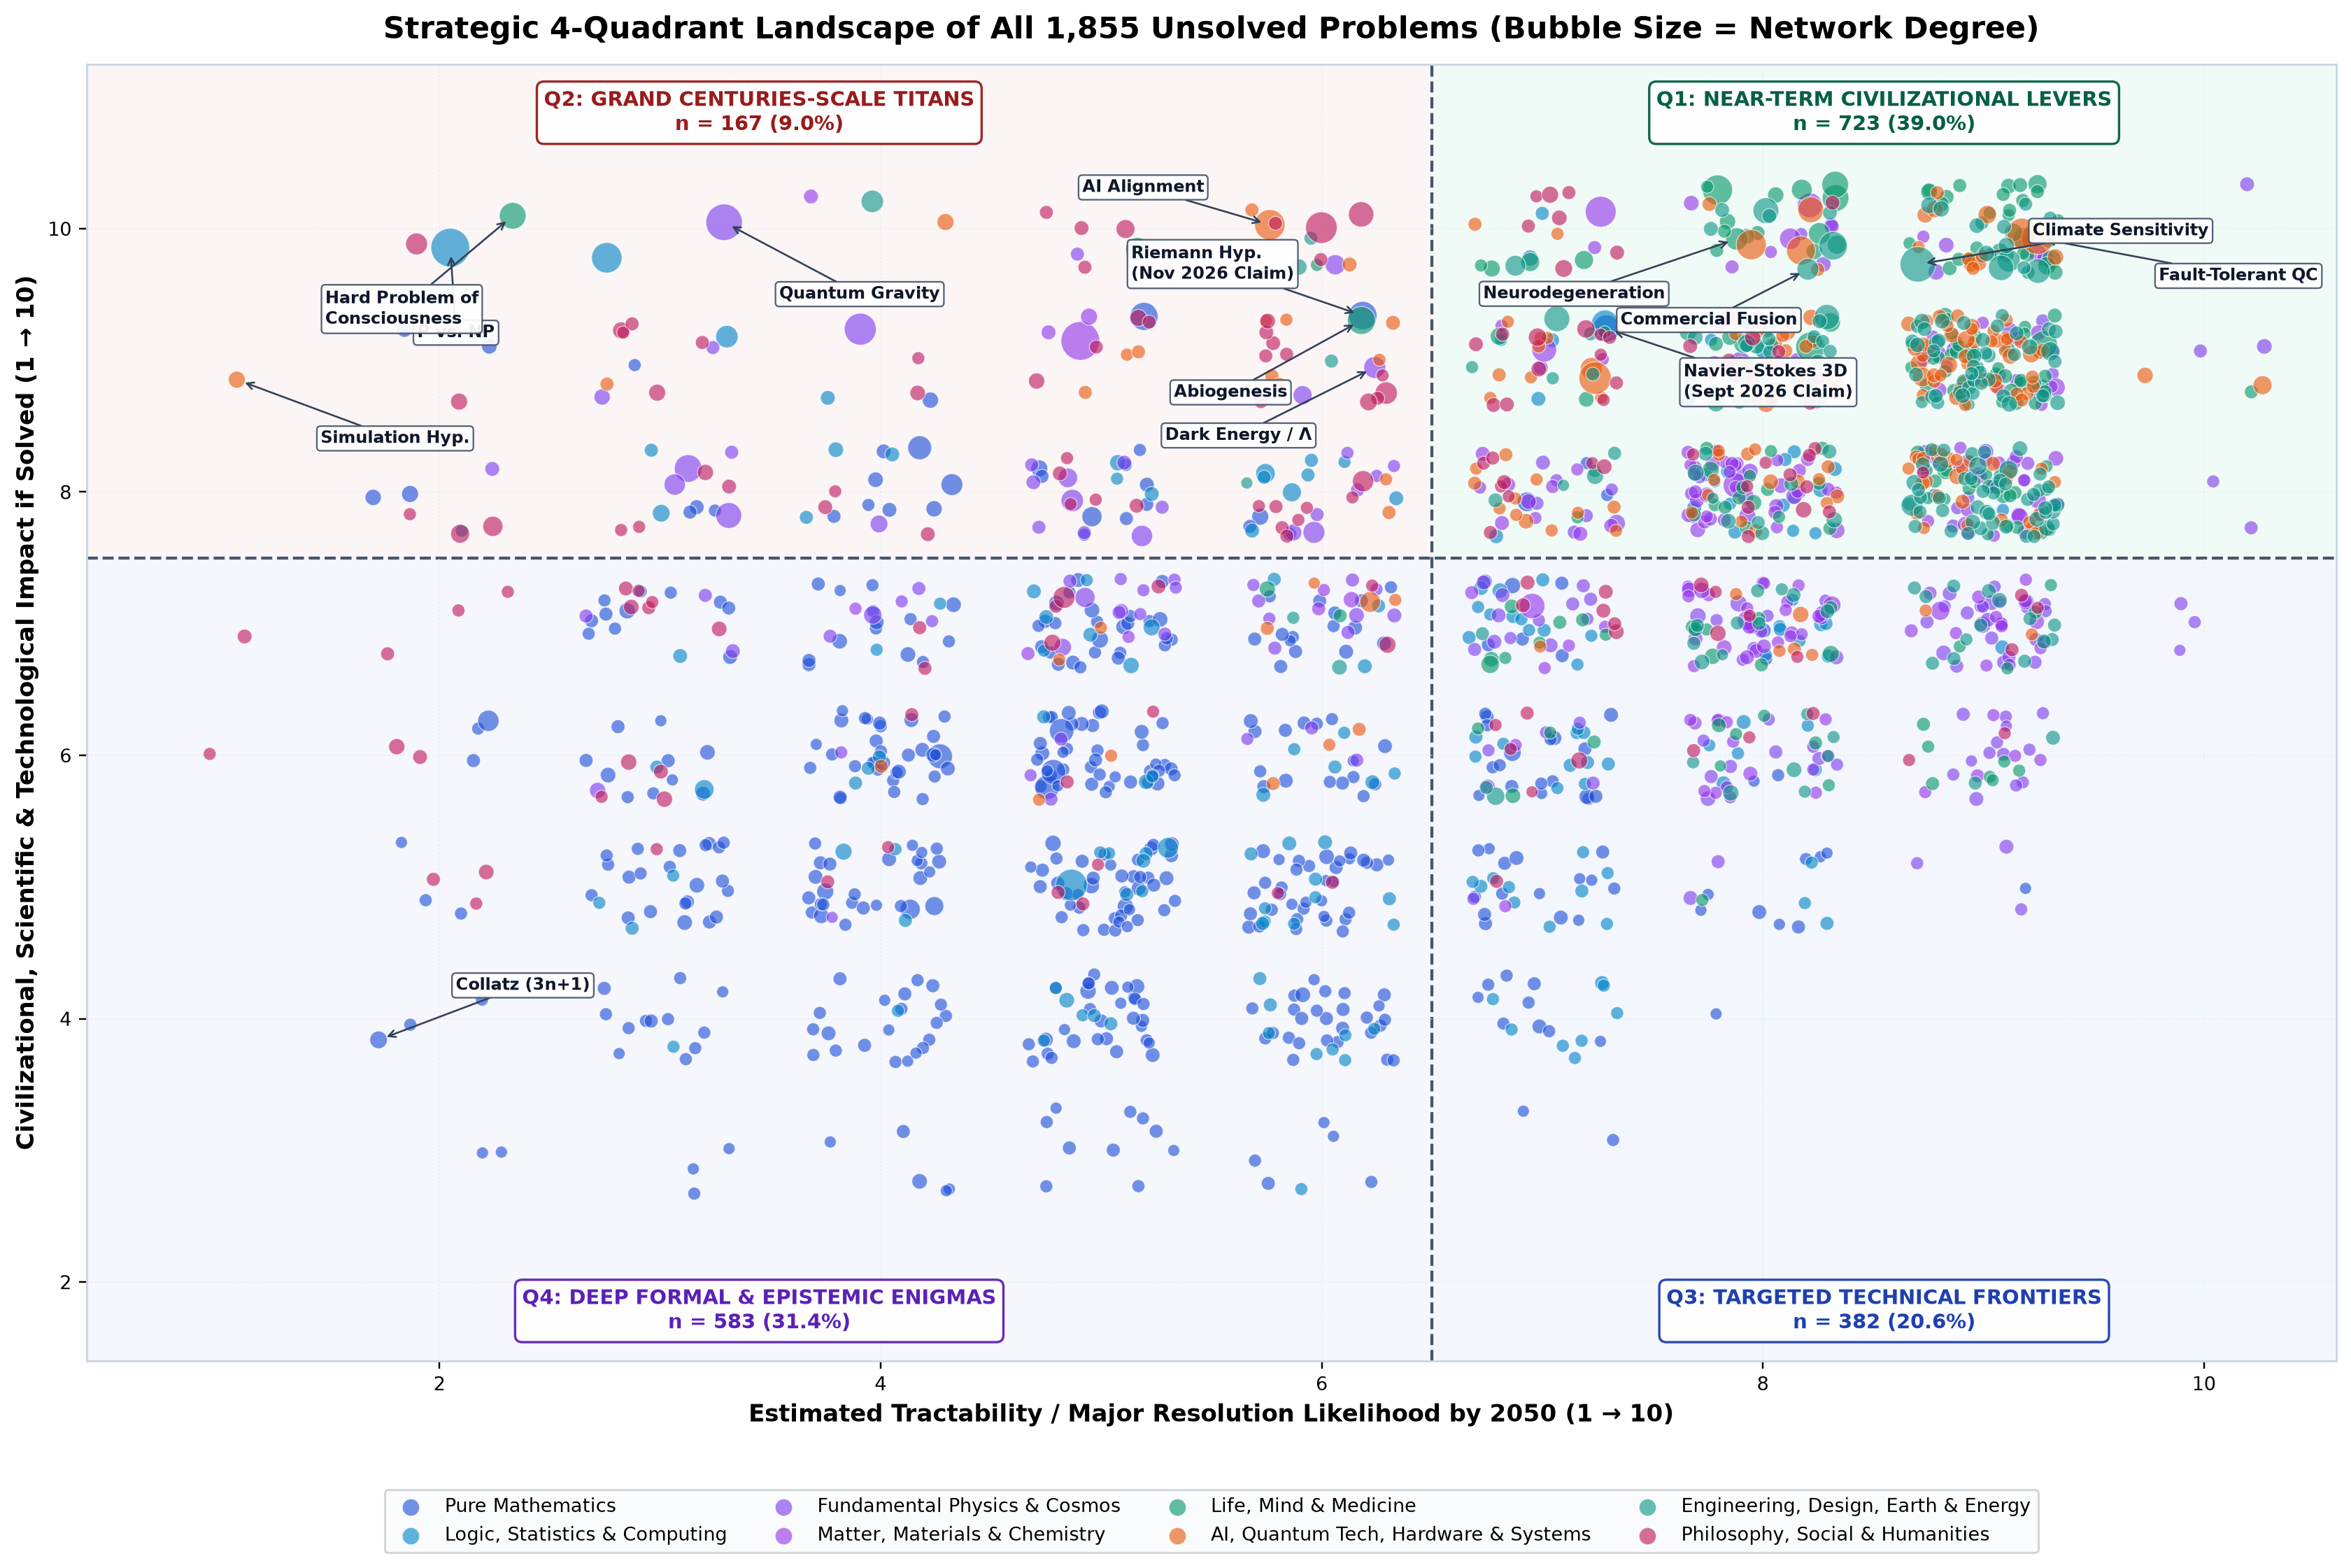 Strategic 4-Quadrant Landscape of All 1,855 Unsolved Problems (Bubble Size = Network Degree)
Q2: GRAND CENTURIES-SCALE TITANS
n = 167 (9.0%)
Q1: NEAR-TERM CIVILIZATIONAL LEVERS
n = 723 (39.0%)
AI Alignment
Riemann Hyp.
(Nov 2026 Claim)
Climate Sensitivity
Fault-Tolerant QC
Hard Problem of
Consciousness
P vs. NP
Quantum Gravity
Neurodegeneration
Commercial Fusion
Navier–Stokes 3D
(Sept 2026 Claim)
Abiogenesis
Dark Energy / Λ
Simulation Hyp.
Collatz (3n+1)
Q4: DEEP FORMAL & EPISTEMIC ENIGMAS
n = 583 (31.4%)
Q3: TARGETED TECHNICAL FRONTIERS
n = 382 (20.6%)
Civilizational, Scientific & Technological Impact if Solved (1 → 10)
10
8
6
4
2
2
4
6
8
10
Estimated Tractability / Major Resolution Likelihood by 2050 (1 → 10)
Pure Mathematics
Logic, Statistics & Computing
Fundamental Physics & Cosmos
Matter, Materials & Chemistry
Life, Mind & Medicine
AI, Quantum Tech, Hardware & Systems
Engineering, Design, Earth & Energy
Philosophy, Social & Humanities